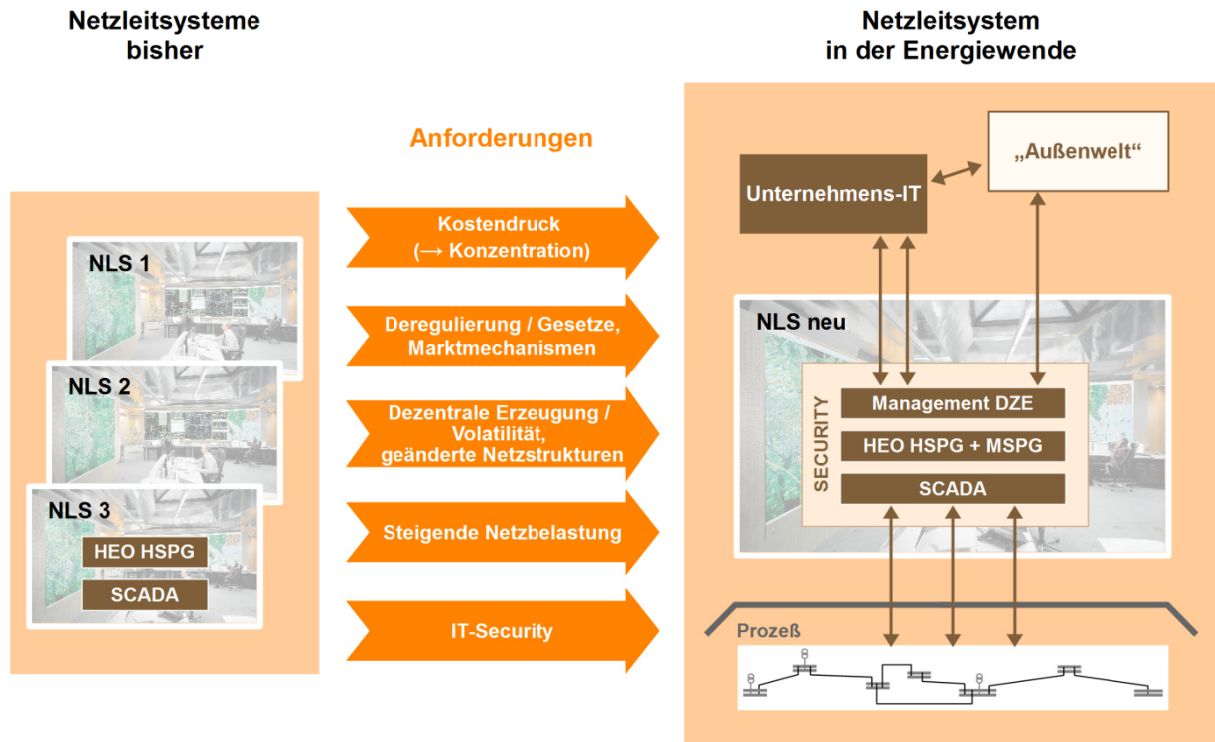 Netzleitsysteme
bisher
Netzleitsystem
in der Energiewende
Anforderungen
NLS 1
NLS 2
NLS 3
HEO HSPG
SCADA
Kostendruck
(→ Konzentration)
Deregulierung / Gesetze,
Marktmechanismen
Dezentrale Erzeugung /
Volatilität,
geänderte Netzstrukturen
Steigende Netzbelastung
IT-Security
Unternehmens-IT
„Außenwelt“
NLS neu
SECURITY
Management DZE
HEO HSPG + MSPG
SCADA
Prozeß